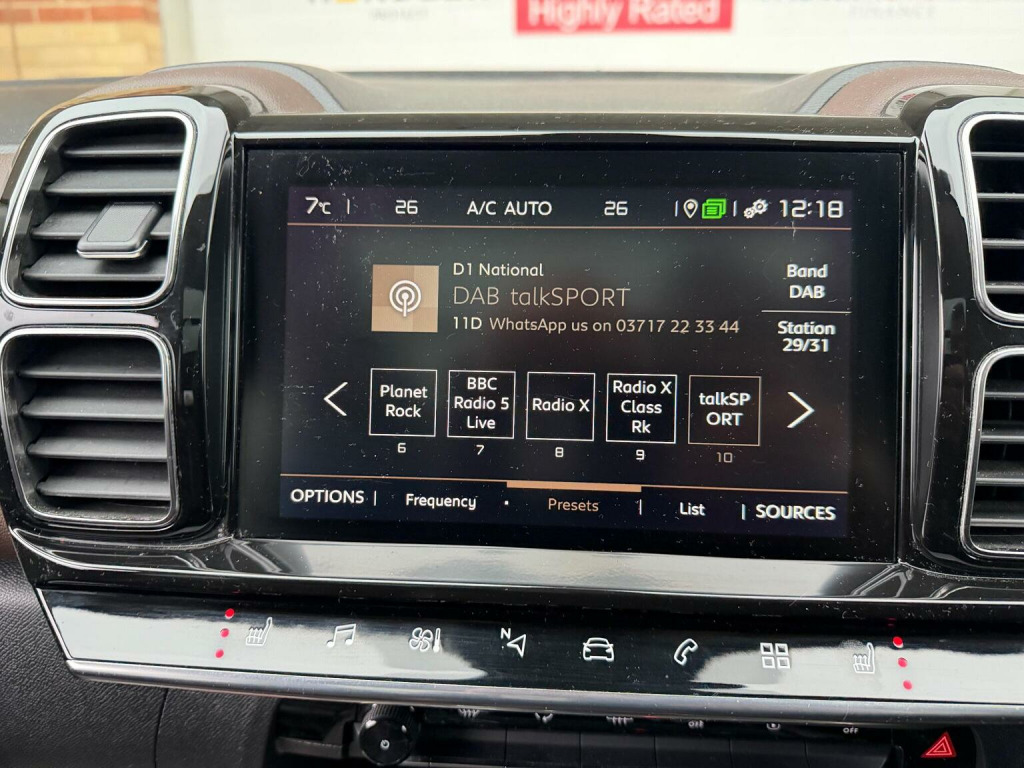 Highly Rated
7°C 26 A/C AUTO 26 12:18
D1 National
DAB talkSPORT
11D WhatsApp us on 03717 22 33 44
Band
DAB
Station
29/31
Planet
Rock
6
BBC
Radio 5
Live
7
Radio X
8
Radio X
Class
Rk
9
talkSP
ORT
10
OPTIONS Frequency Presets List SOURCES
N
OFF